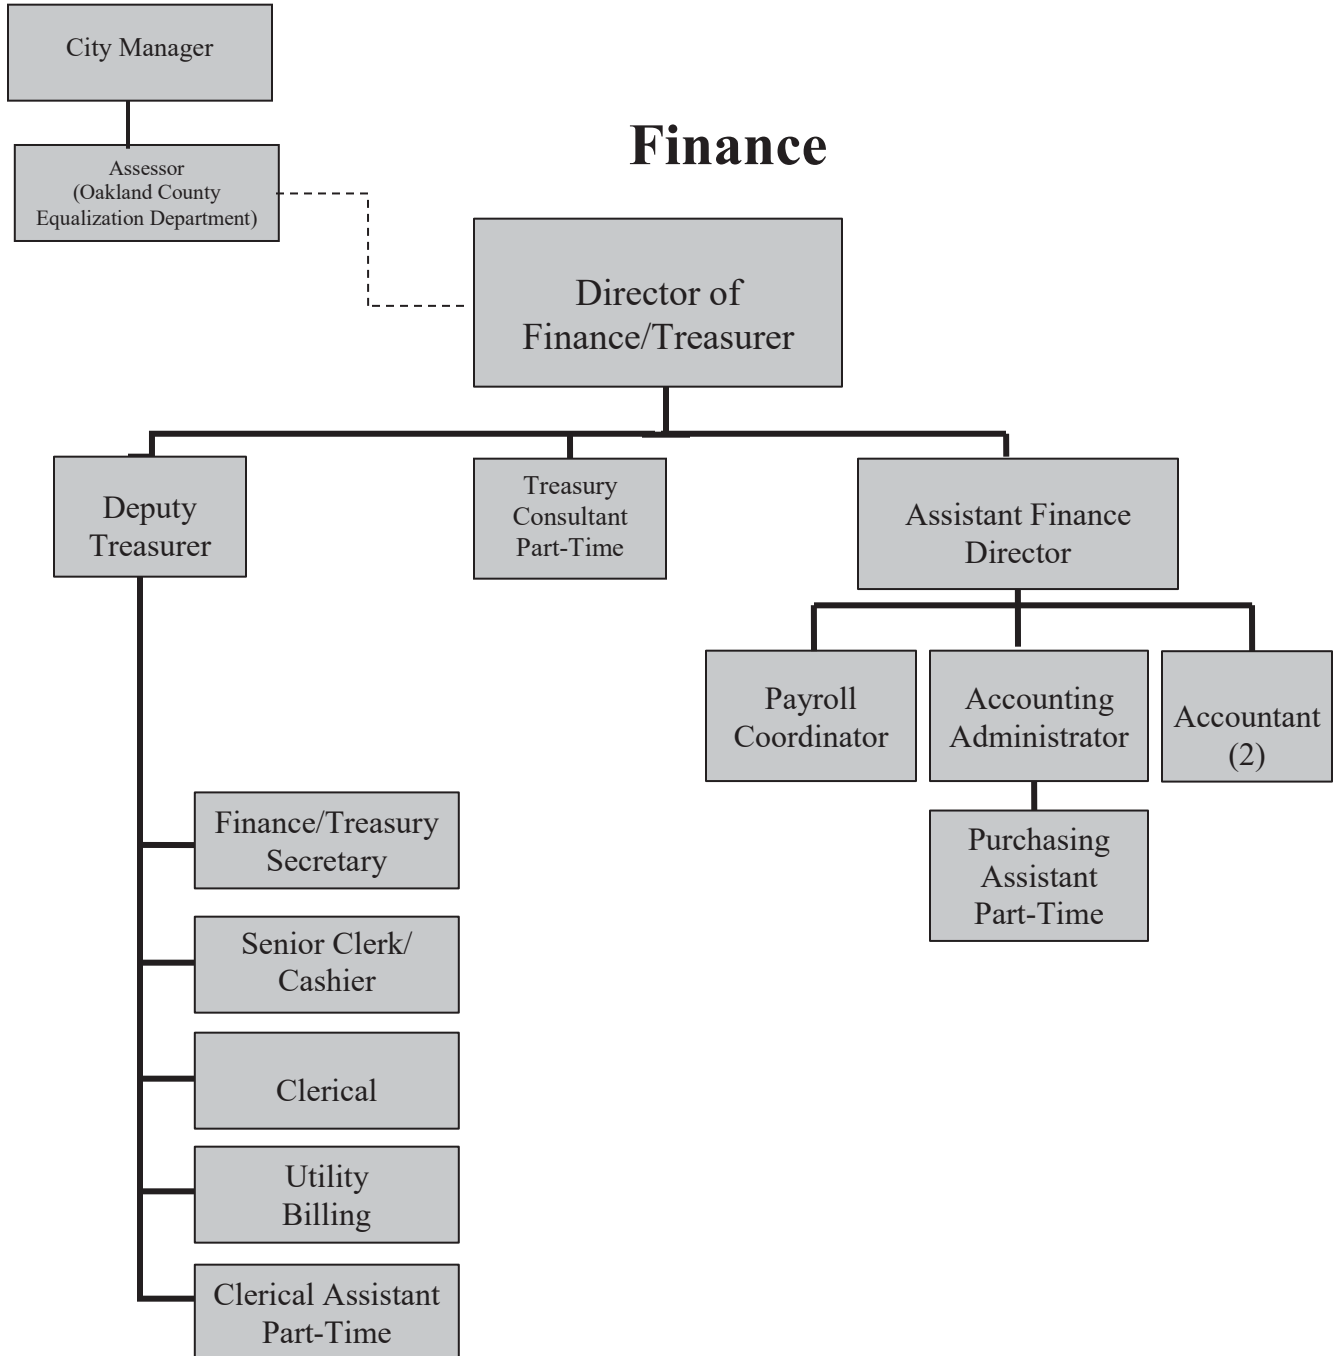 City Manager
Assessor
(Oakland County
Equalization Department)
Finance
Director of
Finance/Treasurer
Deputy
Treasurer
Treasury
Consultant
Part-Time
Assistant Finance
Director
Payroll
Coordinator
Accounting
Administrator
Accountant
(2)
Purchasing
Assistant
Part-Time
Finance/Treasury
Secretary
Senior Clerk/
Cashier
Clerical
Utility
Billing
Clerical Assistant
Part-Time